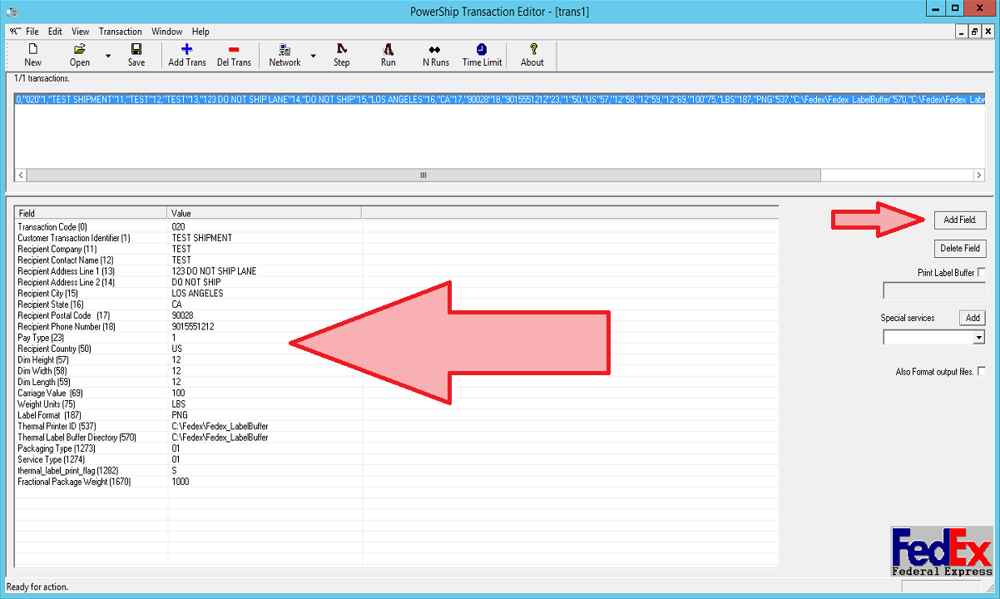 PowerShip Transaction Editor - [trans1]
File Edit View Transaction Window Help
New Open Save Add Trans Del Trans Network Step Run N Runs Time Limit About
1/1 transactions.
0,"020"1,"TEST SHIPMENT"11,"TEST"12,"TEST"13,"123 DO NOT SHIP LANE"14,"DO NOT SHIP"15,"LOS ANGELES"16,"CA"17,"90028"18,"9015551212"23,"1"50,"US"57,"12"58,"12"59,"12"69,"100"75,"LBS"187,"PNG"537,"C:\Fedex\Fedex_LabelBuffer"570,"C:\Fedex\Fedex_Labe
Field Value
Add Field.
Transaction Code (0) 020
Customer Transaction Identifier (1) TEST SHIPMENT
Recipient Company (11) TEST
Delete Field
Recipient Contact Name (12) TEST
Recipient Address Line 1 (13) 123 DO NOT SHIP LANE
Print Label Buffer
Recipient Address Line 2 (14) DO NOT SHIP
Recipient City (15) LOS ANGELES
Recipient State (16) CA
Recipient Postal Code (17) 90028
Special services Add
Recipient Phone Number (18) 9015551212
Pay Type (23) 1
Recipient Country (50) US
Dim Height (57) 12
Dim Width (58) 12
Also Format output files.
Dim Length (59) 12
Carriage Value (69) 100
Weight Units (75) LBS
Label Format (187) PNG
Thermal Printer ID (537) C:\Fedex\Fedex_LabelBuffer
Thermal Label Buffer Directory (570) C:\Fedex\Fedex_LabelBuffer
Packaging Type (1273) 01
Service Type (1274) 01
thermal_label_print_flag (1282) S
Fractional Package Weight (1670) 1000
FedEx
Federal Express
Ready for action.